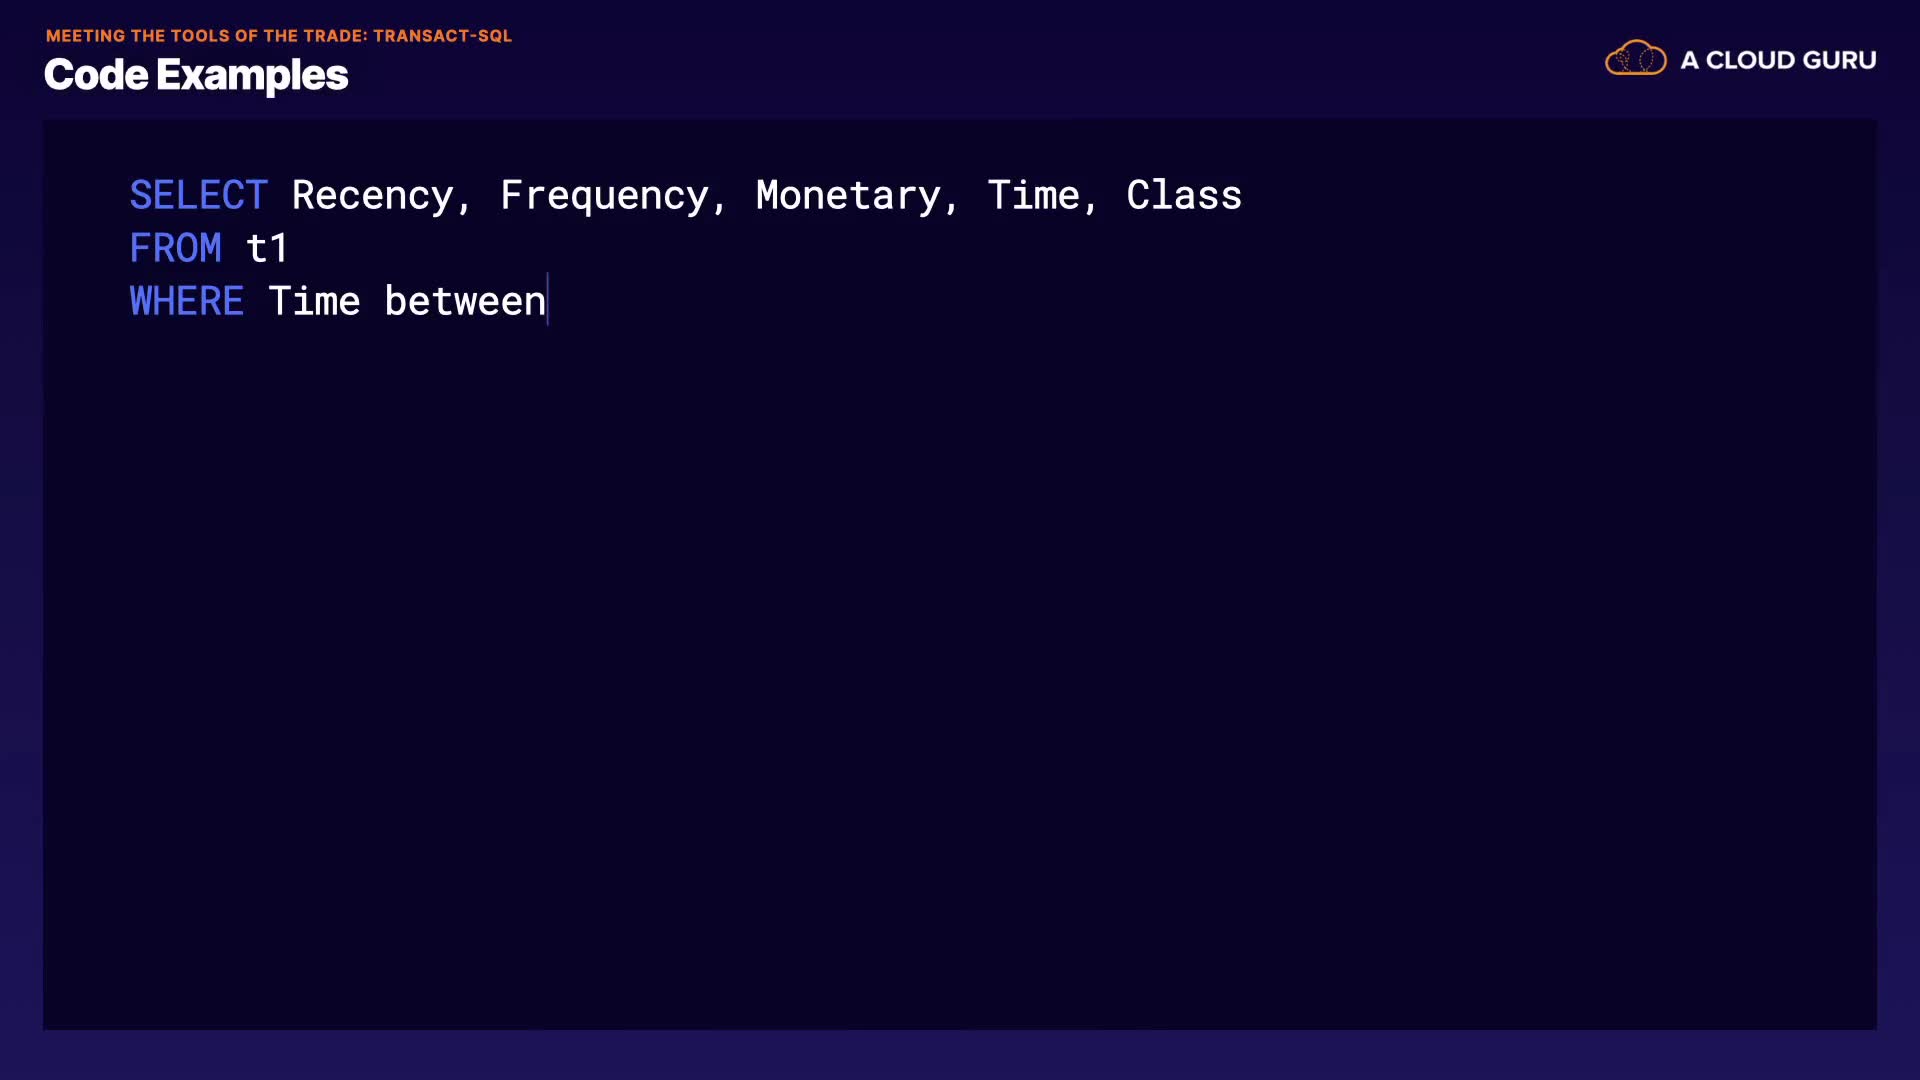 MEETING THE TOOLS OF THE TRADE: TRANSACT-SQL
Code Examples
A CLOUD GURU
SELECT Recency, Frequency, Monetary, Time, Class
FROM t1
WHERE Time between